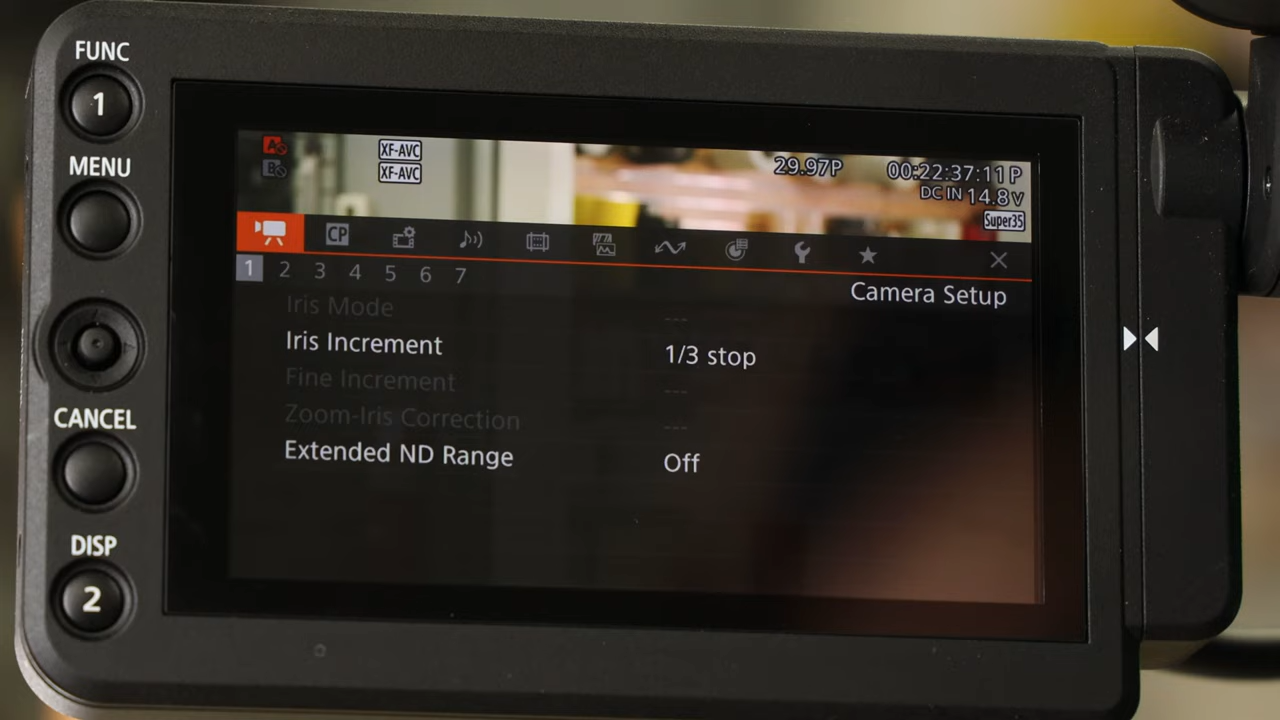 FUNC
1
MENU
CANCEL
DISP
2
A
B
XF-AVC
XF-AVC
29.97P
00:22:37:11 P
DC IN 14.8V
Super35
CP
1 2 3 4 5 6 7
Camera Setup
Iris Mode ---
Iris Increment 1/3 stop
Fine Increment ---
Zoom-Iris Correction ---
Extended ND Range Off